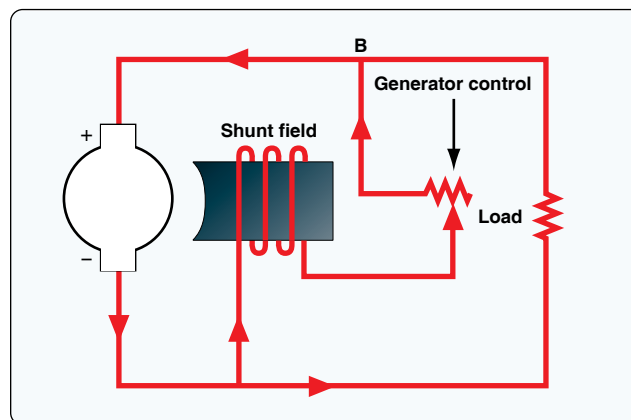 B
Generator control
Shunt field
+
Load
–